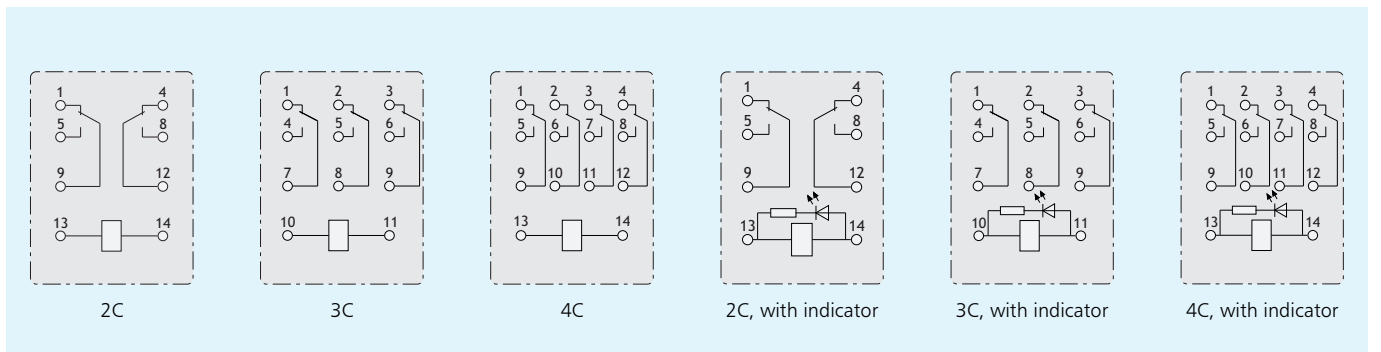 1 4
5 8
9 12
13 14
2C
1 2 3
4 5 6
7 8 9
10 11
3C
1 2 3 4
5 6 7 8
9 10 11 12
13 14
4C
1 4
5 8
9 12
13 14
2C, with indicator
1 2 3
4 5 6
7 8 9
10 11
3C, with indicator
1 2 3 4
5 6 7 8
9 10 11 12
13 14
4C, with indicator